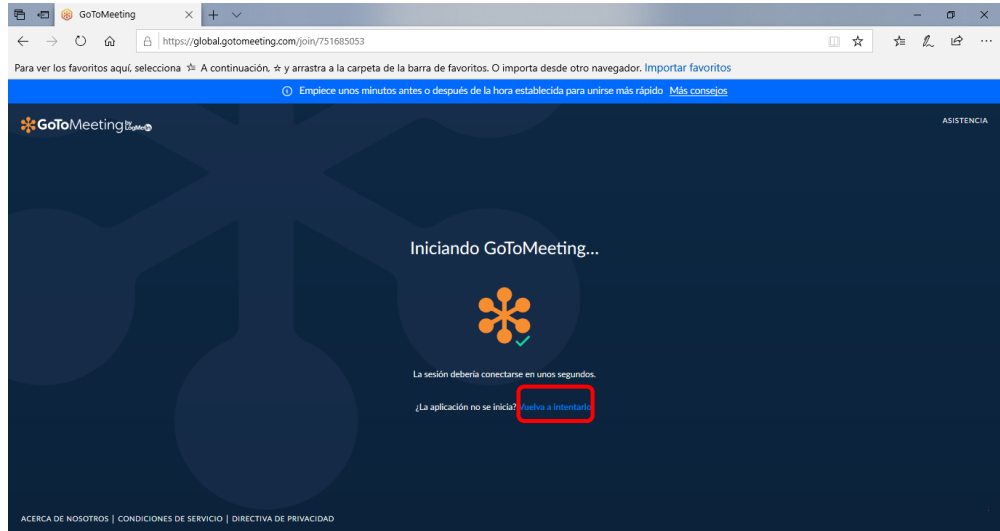 GoToMeeting
https://global.gotomeeting.com/join/751685053
Para ver los favoritos aquí, selecciona A continuación, y arrastra a la carpeta de la barra de favoritos. O importa desde otro navegador. Importar favoritos
Empiece unos minutos antes o después de la hora establecida para unirse más rápido Más consejos
GoToMeeting by LogMeIn
ASISTENCIA
Iniciando GoToMeeting...
La sesión debería conectarse en unos segundos.
¿La aplicación no se inicia? Vuelva a intentarlo
ACERCA DE NOSOTROS | CONDICIONES DE SERVICIO | DIRECTIVA DE PRIVACIDAD